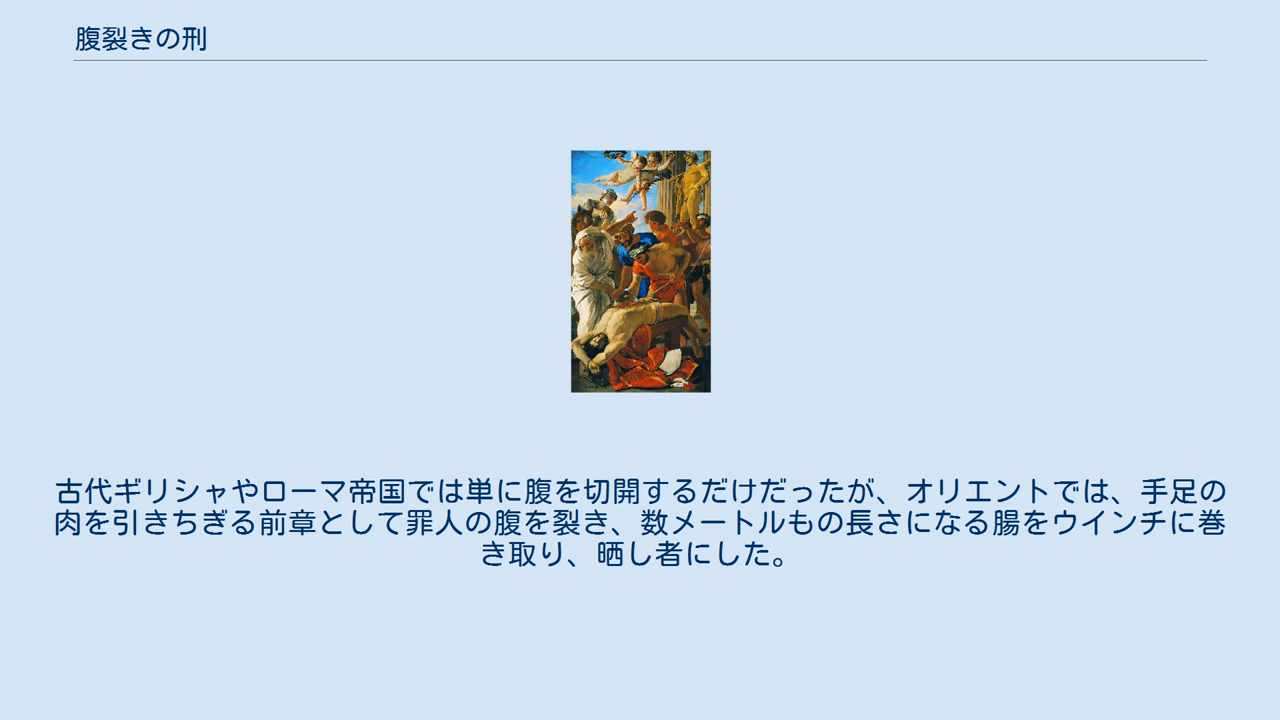 腹裂きの刑
古代ギリシャやローマ帝国では単に腹を切開するだけだったが、オリエントでは、手足の
肉を引きちぎる前章として罪人の腹を裂き、数メートルもの長さになる腸をウインチに巻
き取り、晒し者にした。